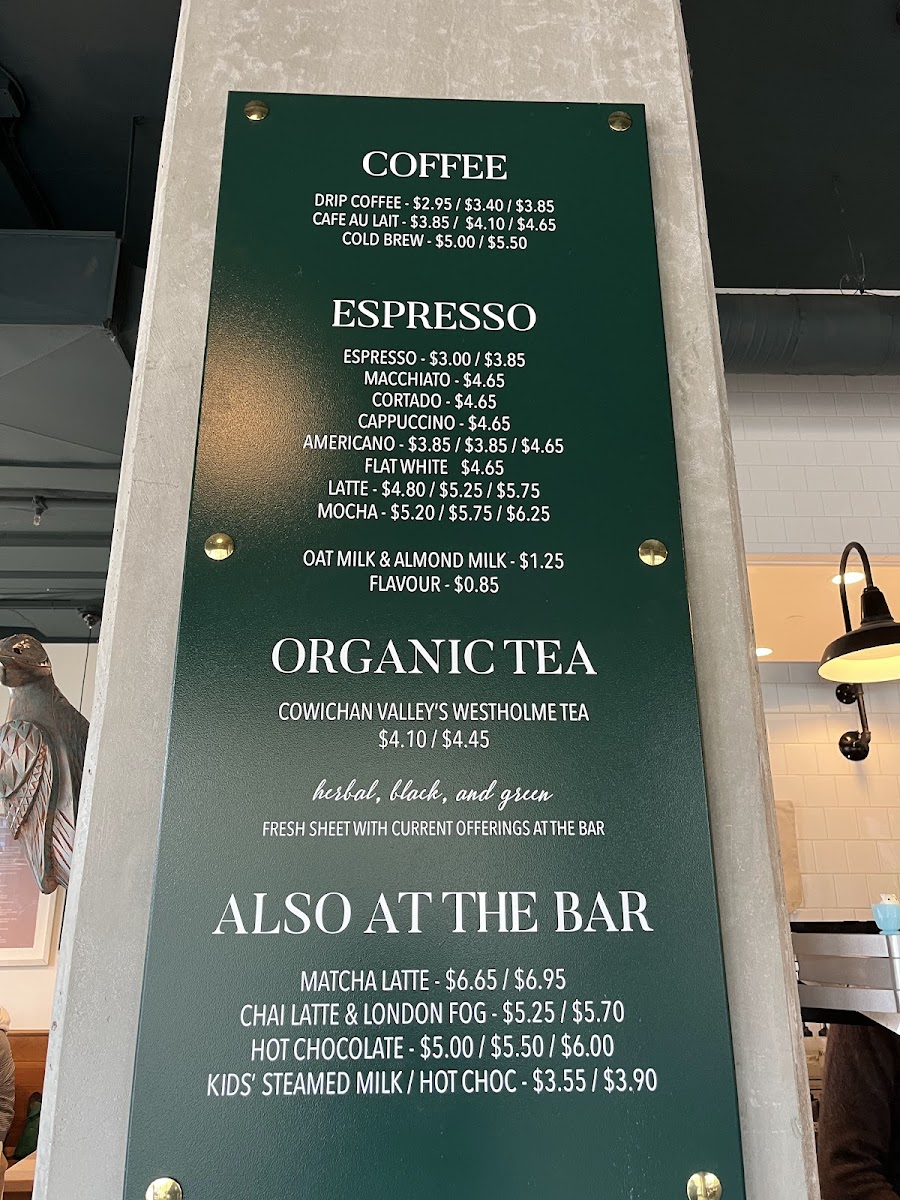 COFFEE
DRIP COFFEE - $2.95 / $3.40 / $3.85
CAFE AU LAIT - $3.85 / $4.10 / $4.65
COLD BREW - $5.00 / $5.50
ESPRESSO
ESPRESSO - $3.00 / $3.85
MACCHIATO - $4.65
CORTADO - $4.65
CAPPUCCINO - $4.65
AMERICANO - $3.85 / $3.85 / $4.65
FLAT WHITE $4.65
LATTE - $4.80 / $5.25 / $5.75
MOCHA - $5.20 / $5.75 / $6.25
OAT MILK & ALMOND MILK - $1.25
FLAVOUR - $0.85
ORGANIC TEA
COWICHAN VALLEY'S WESTHOLME TEA
$4.10 / $4.45
herbal, black, and green
FRESH SHEET WITH CURRENT OFFERINGS AT THE BAR
ALSO AT THE BAR
MATCHA LATTE - $6.65 / $6.95
CHAI LATTE & LONDON FOG - $5.25 / $5.70
HOT CHOCOLATE - $5.00 / $5.50 / $6.00
KIDS' STEAMED MILK / HOT CHOC - $3.55 / $3.90